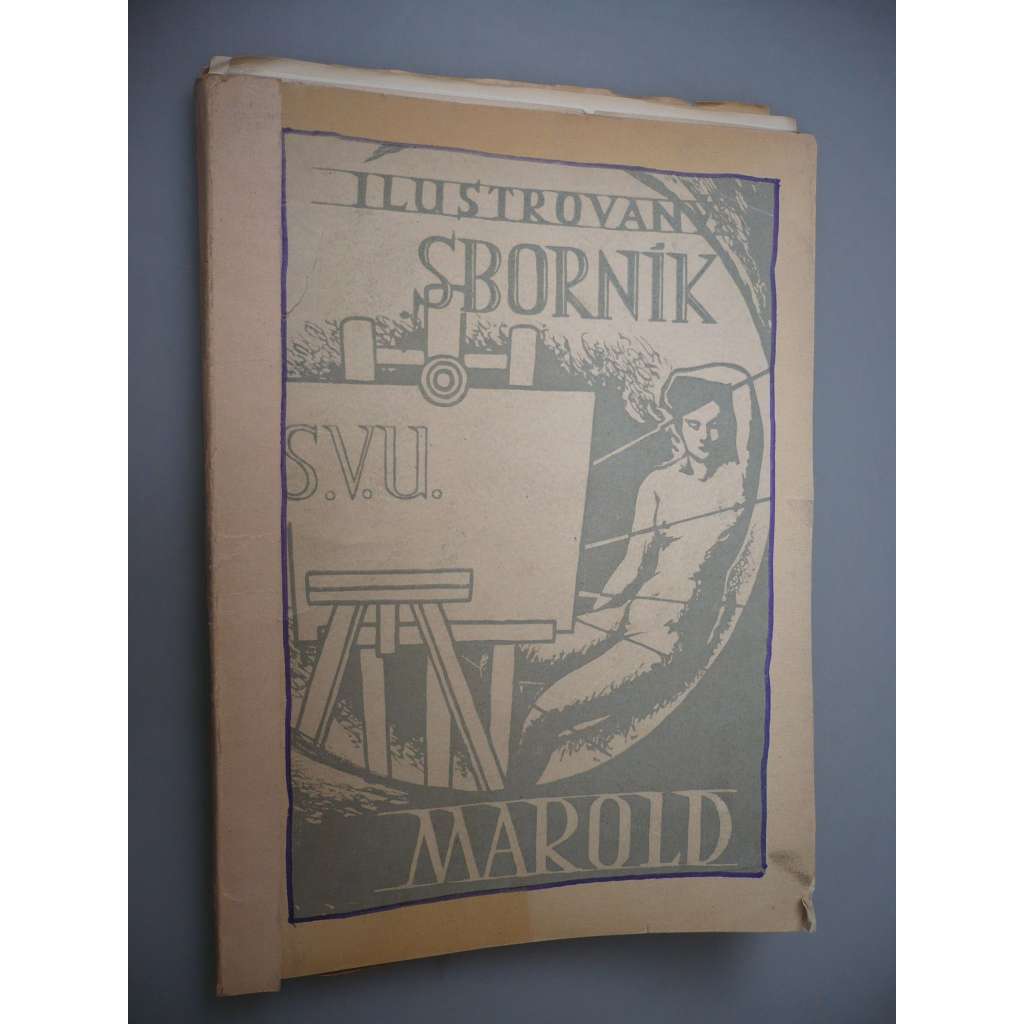 ILUSTROVANÝ
SBORNÍK
S.V.U.
MAROLD